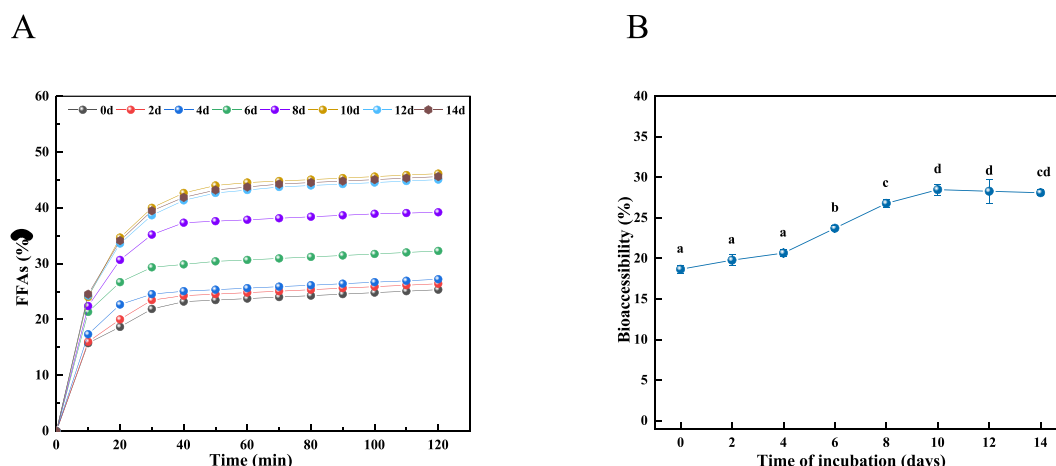 A
B
60
50
40
30
20
10
0
FFAs (%
0d 2d 4d 6d 8d 10d 12d 14d
0 20 40 60 80 100 120
Time (min)
40
35
30
25
20
15
10
5
0
Bioaccessibility (%)
a a a b c d d cd
0 2 4 6 8 10 12 14
Time of incubation (days)